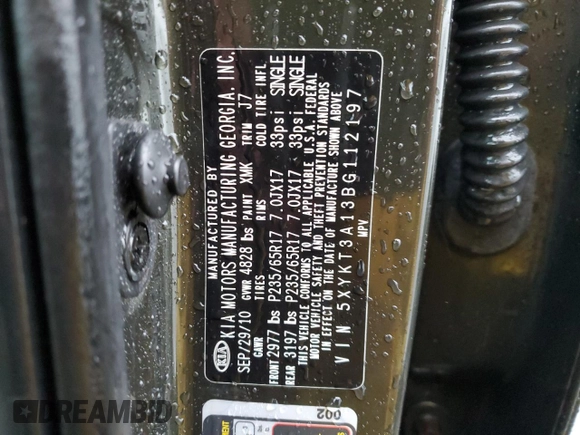 MANUFACTURED BY
KIA KIA MOTORS MANUFACTURING GEORGIA, INC.
SEP/29/10 GVWR 4828 lbs PAINT XMK TRIM J7
GAWR TIRES RIMS COLD TIRE INFL
FRONT 2977 lbs P235/65R17 7.0JX17 33psi SINGLE
REAR 3197 lbs P235/65R17 7.0JX17 33psi SINGLE
THIS VEHICLE CONFORMS TO ALL APPLICABLE U.S.A. FEDERAL
MOTOR VEHICLE SAFETY AND THEFT PREVENTION STANDARDS
IN EFFECT ON THE DATE OF MANUFACTURE SHOWN ABOVE
VIN 5XYKT3A13BG112197
MPV
002
DREAMBID